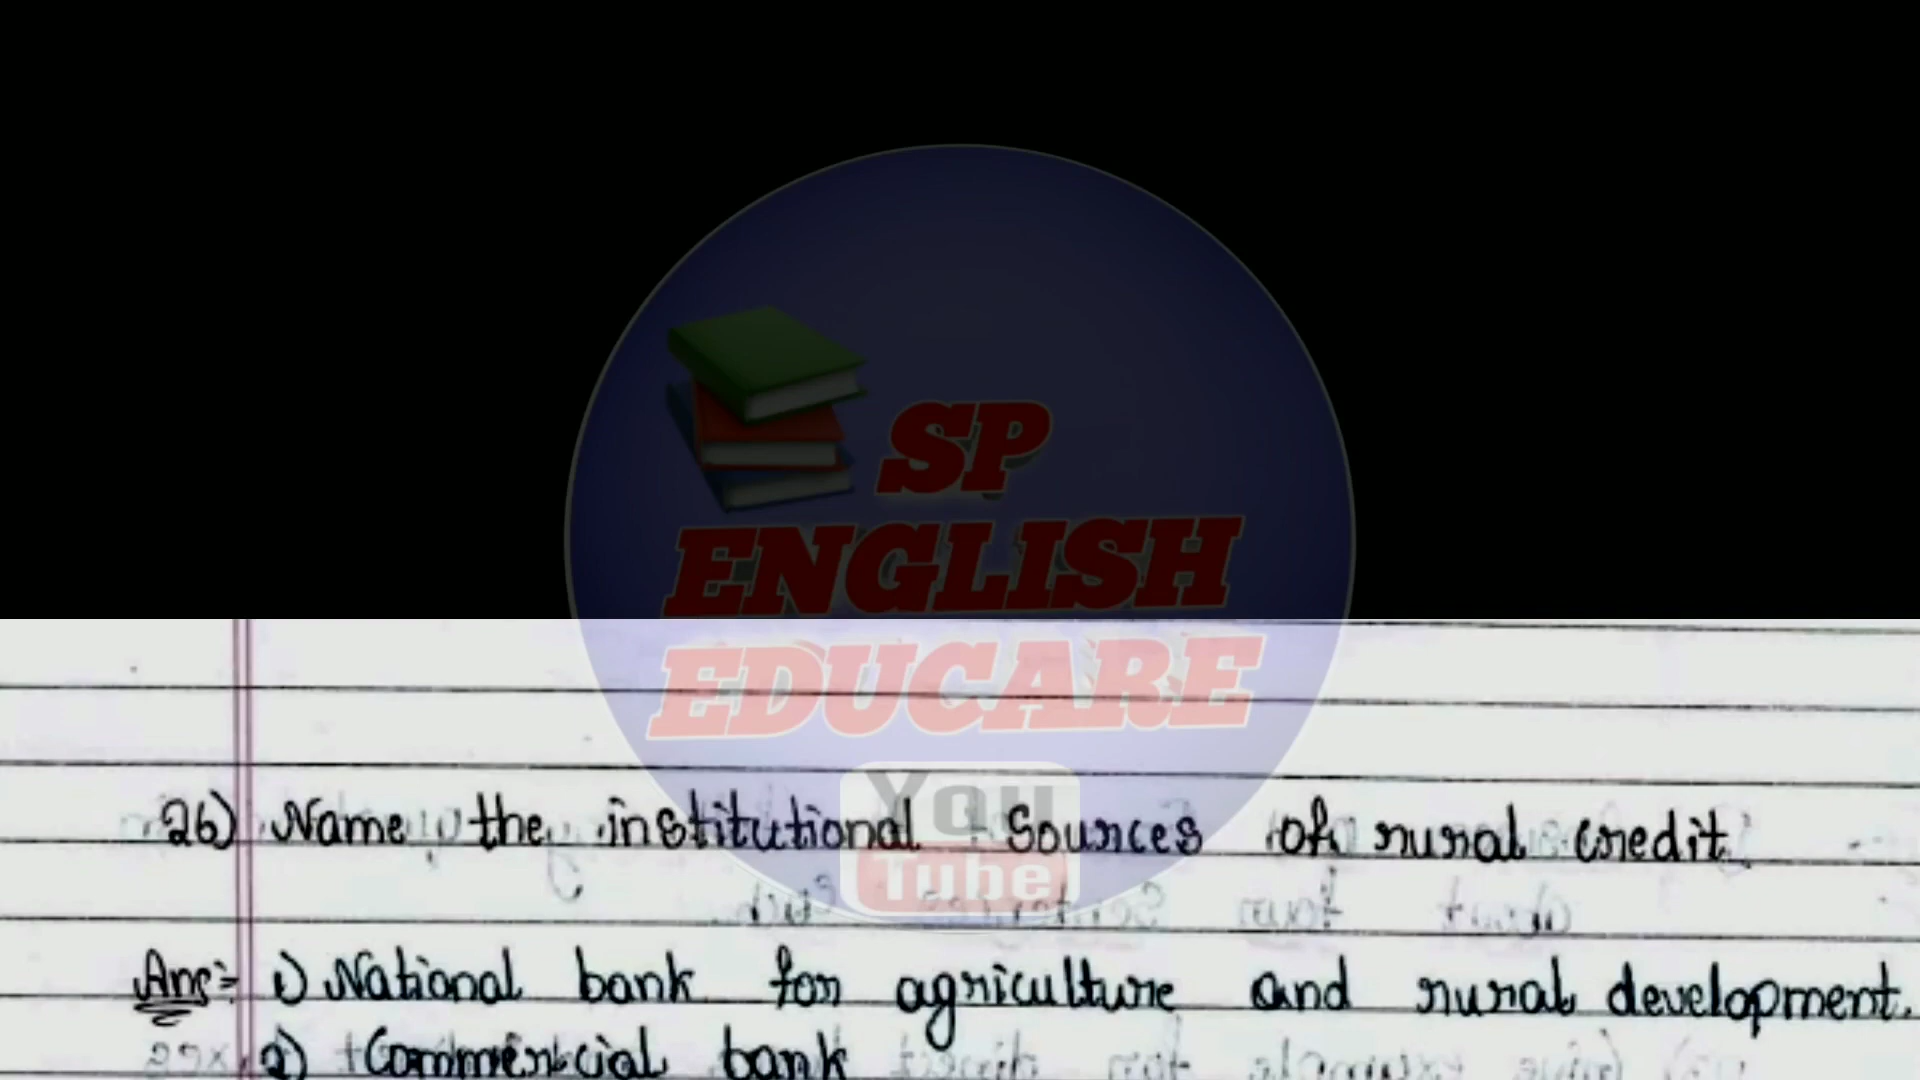 SP
ENGLISH
EDUCARE
You
Tube
26) Name the institutional Sources of rural credit.
Ans:- 1) National bank for agriculture and rural development.
2) Commercial bank